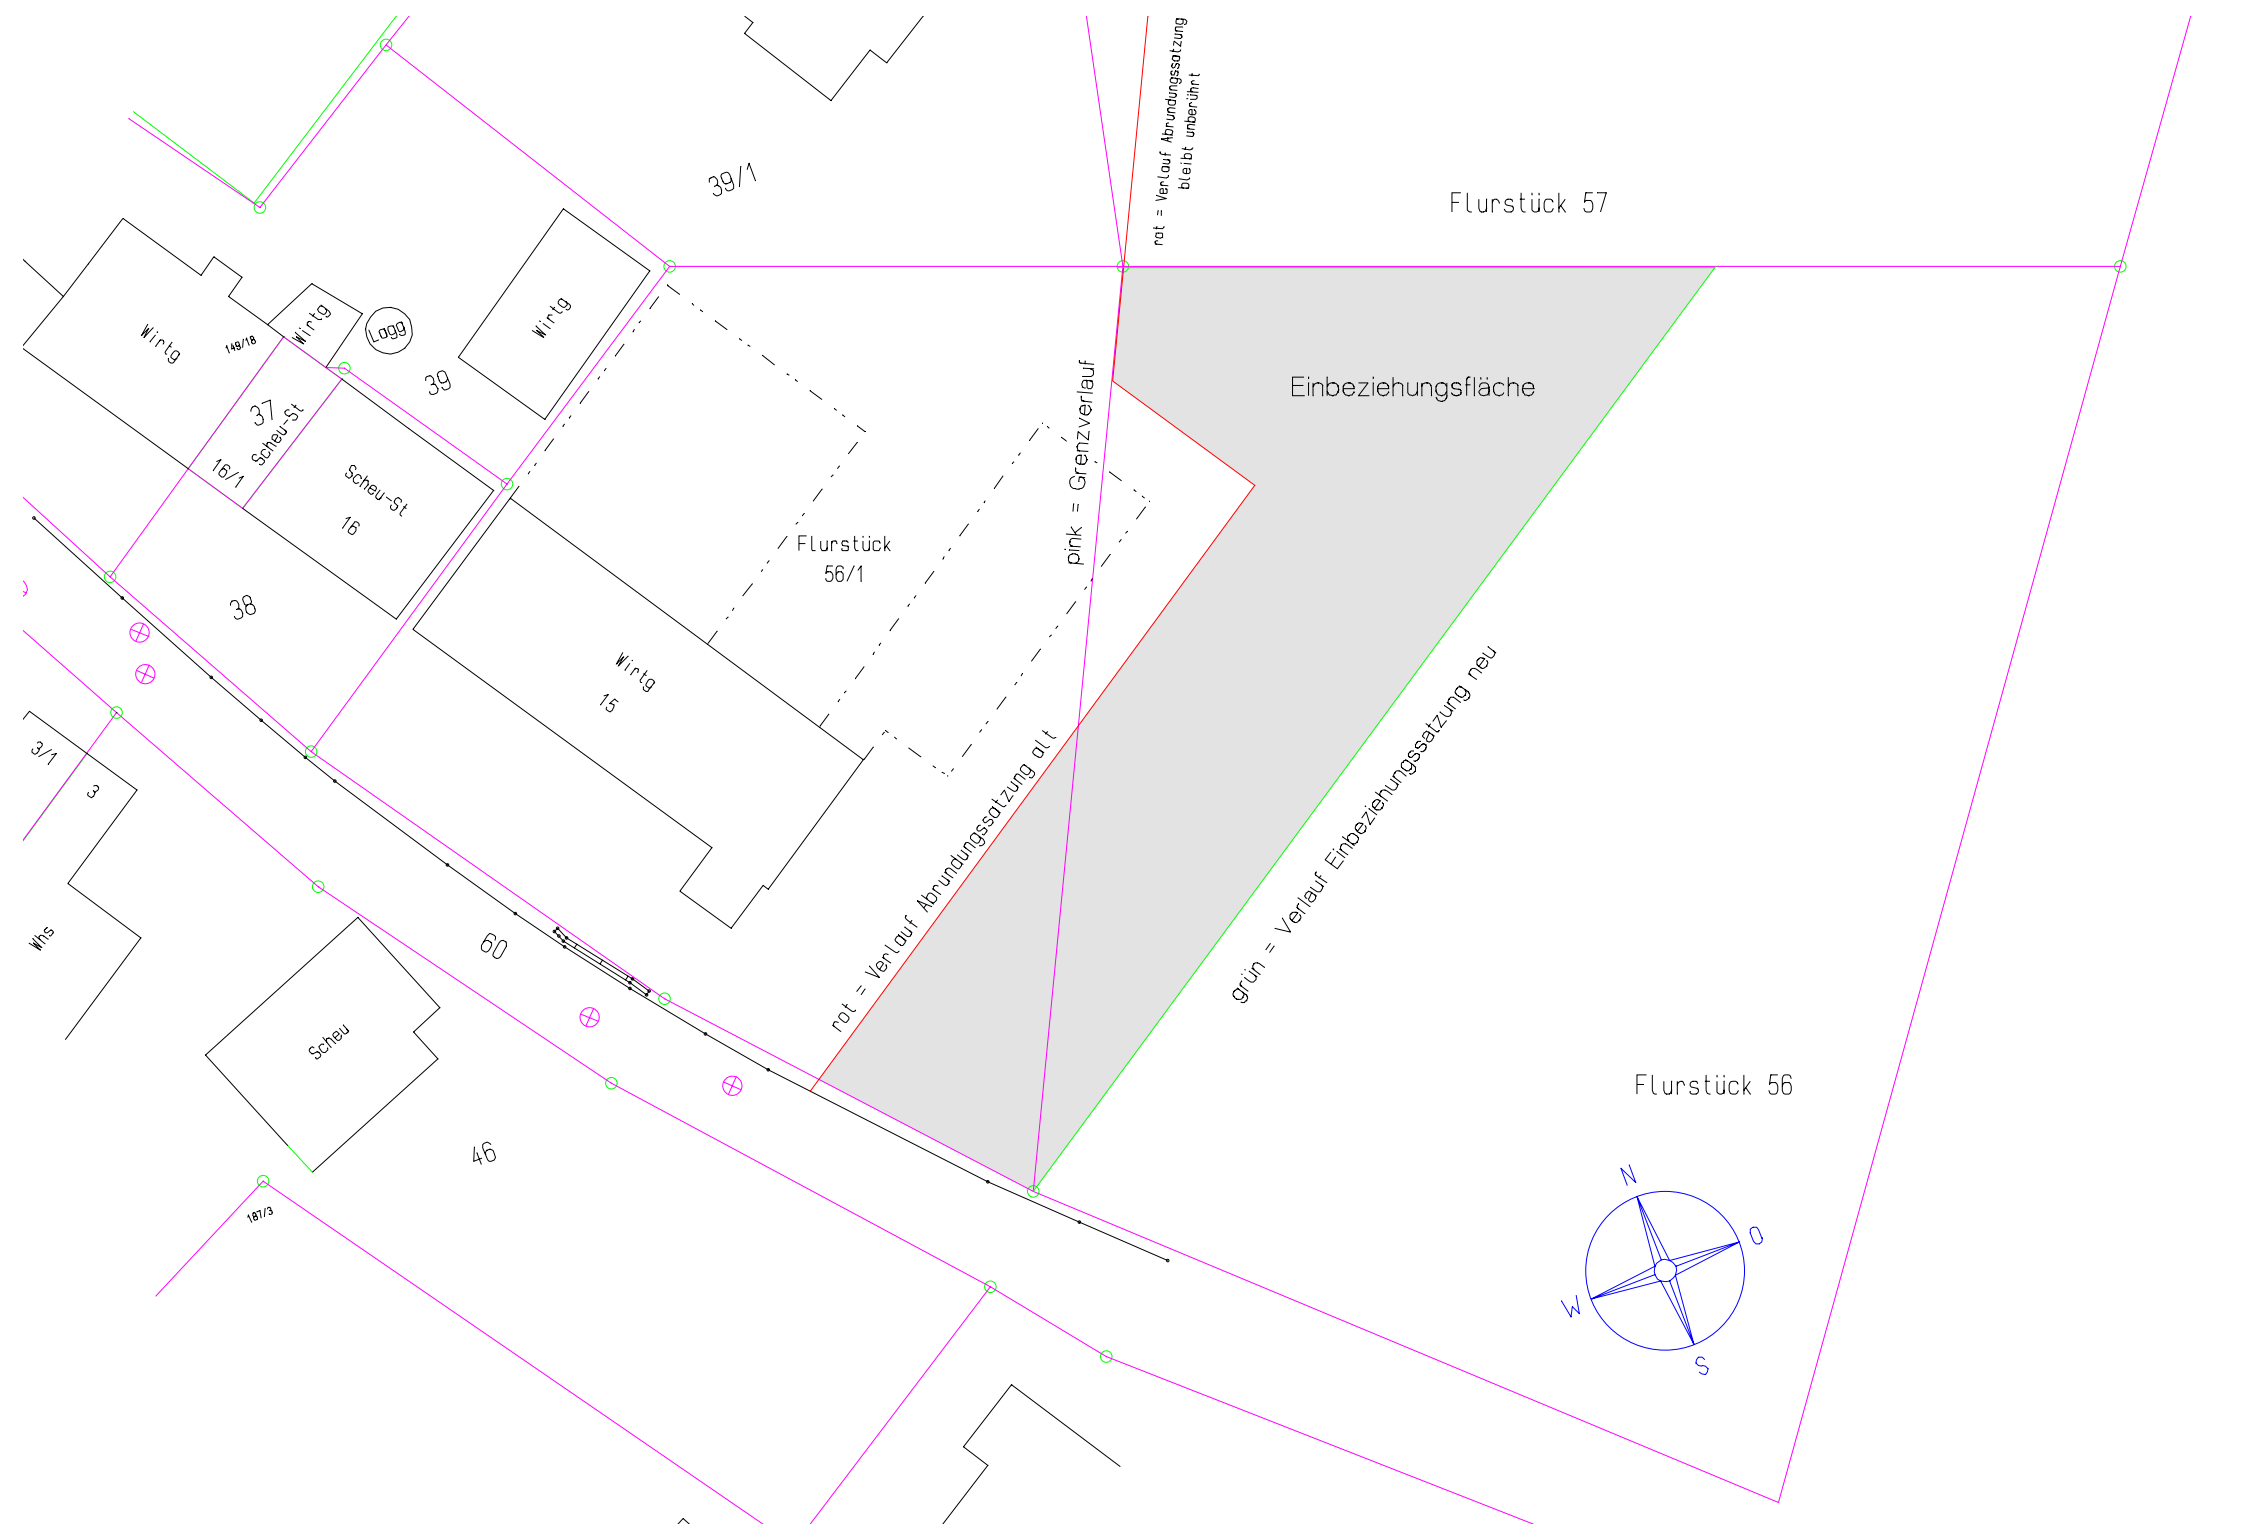 rot = Verlauf Abrundungssatzung
bleibt unberührt
39/1
Flurstück 57
Wirtg
149/18
Wirtg
Lagg
Wirtg
39
37
Scheu-St
16/1
Scheu-St
16
Einbeziehungsfläche
pink = Grenzverlauf
Flurstück
56/1
38
Wirtg
15
3/1
3
Whs
60
rot = Verlauf Abrundungssatzung alt
grün = Verlauf Einbeziehungssatzung neu
Scheu
46
187/3
Flurstück 56
N
O
W
S